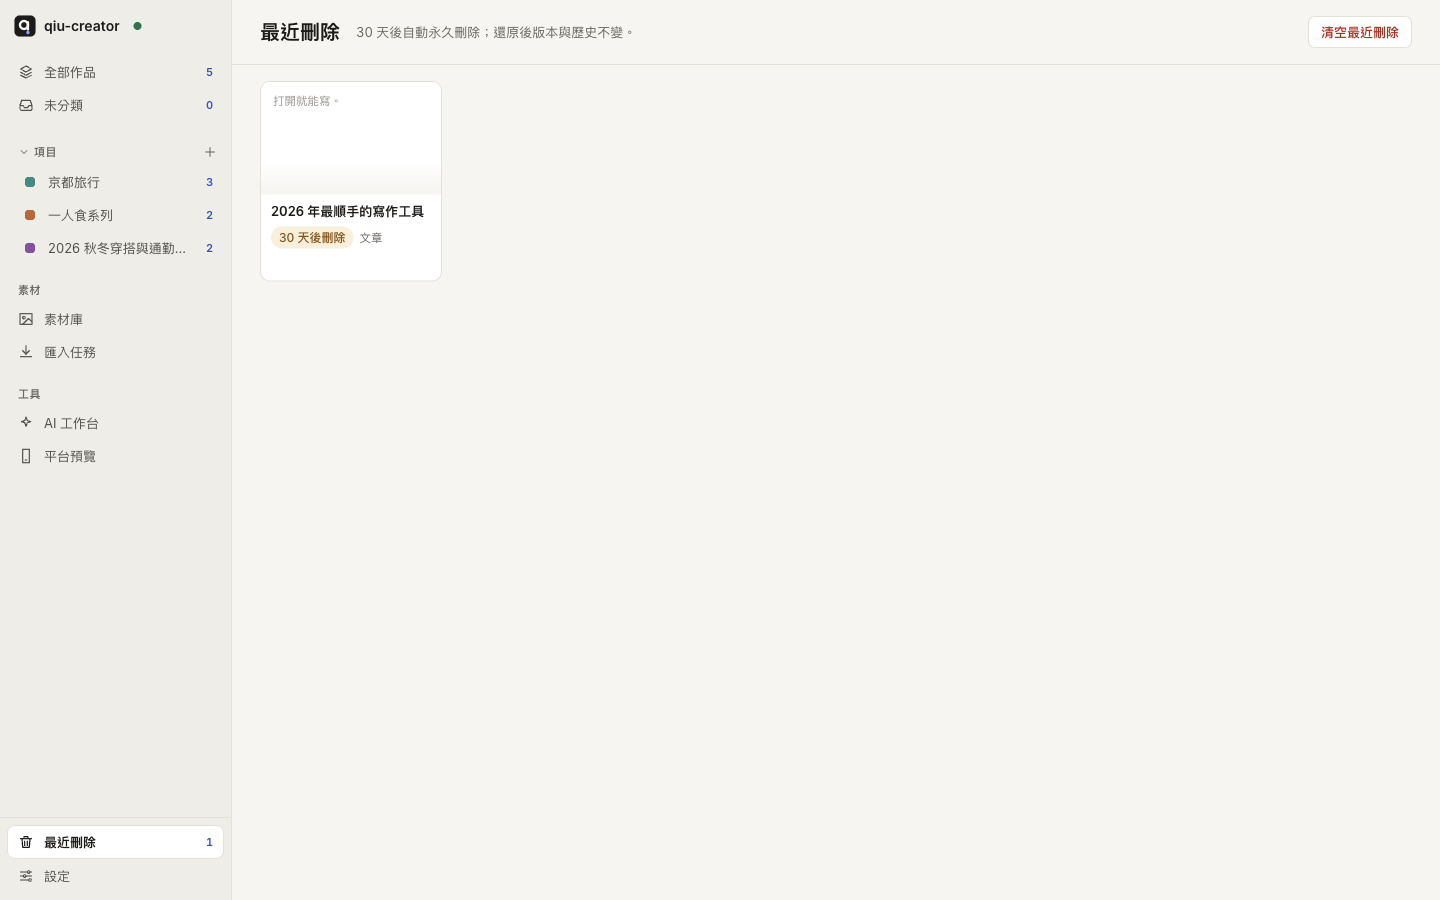 qiu-creator
全部作品 5
未分類 0
項目
京都旅行 3
一人食系列 2
2026 秋冬穿搭與通勤... 2
素材
素材庫
匯入任務
工具
AI 工作台
平台預覽
最近刪除 1
設定
最近刪除 30 天後自動永久刪除；還原後版本與歷史不變。
清空最近刪除
打開就能寫。
2026 年最順手的寫作工具
30 天後刪除 文章